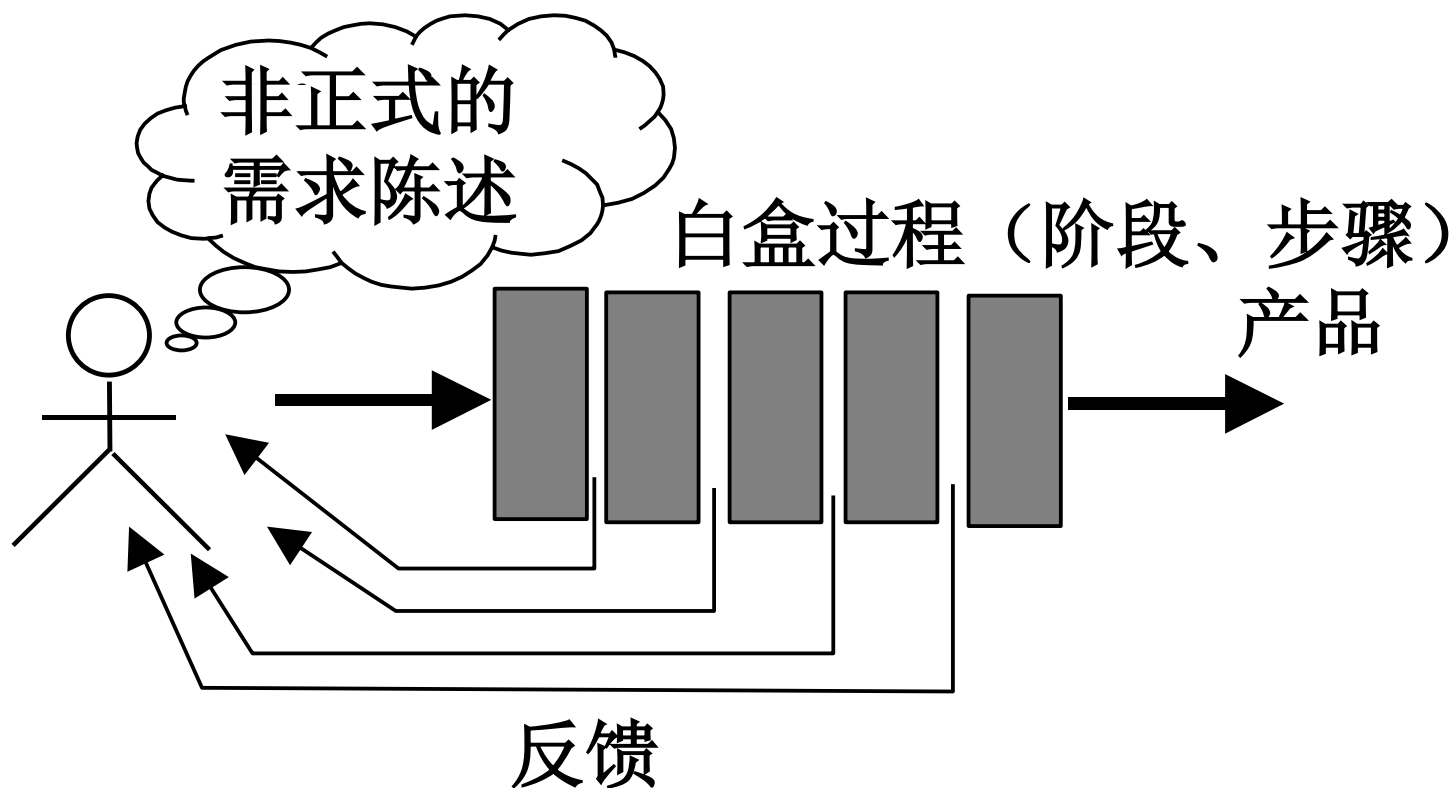 非正式的
需求陈述
白盒过程（阶段、步骤）
产品
反馈